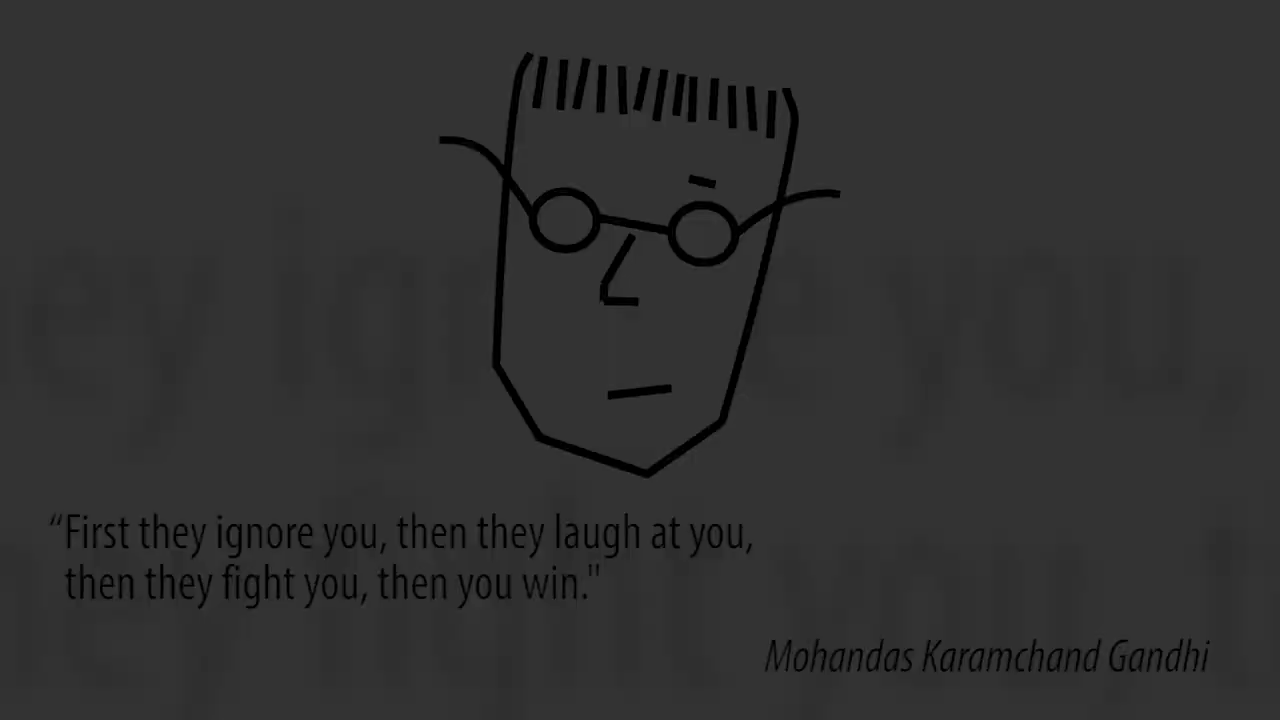 “First they ignore you, then they laugh at you,
then they fight you, then you win."
Mohandas Karamchand Gandhi